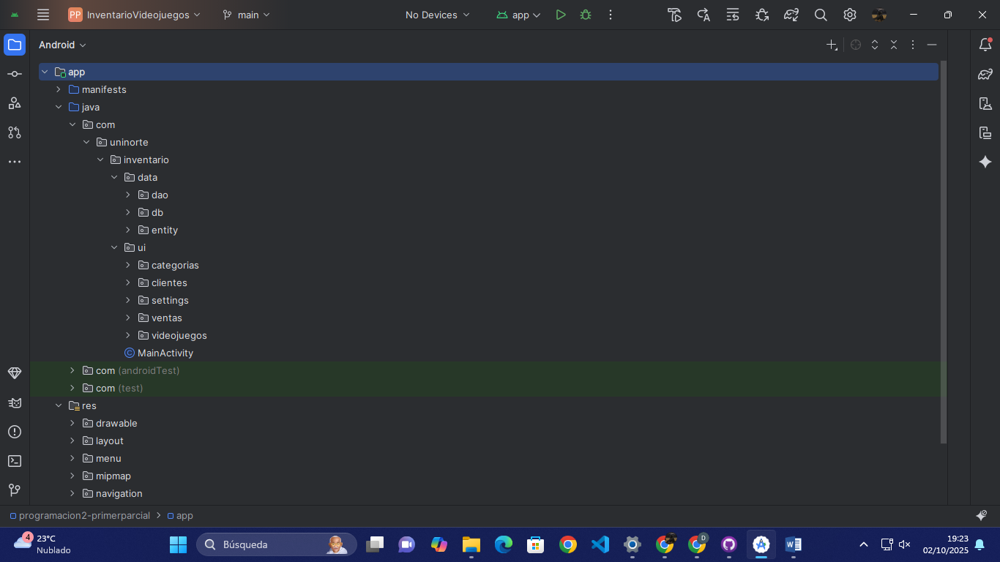 PP InventarioVideojuegos main No Devices app
Android
app
manifests
java
com
uninorte
inventario
data
dao
db
entity
ui
categorias
clientes
settings
ventas
videojuegos
C MainActivity
com (androidTest)
com (test)
res
drawable
layout
menu
mipmap
navigation
programacion2-primerparcial > app
4 23°C
Nublado
Búsqueda
D
19:23
02/10/2025